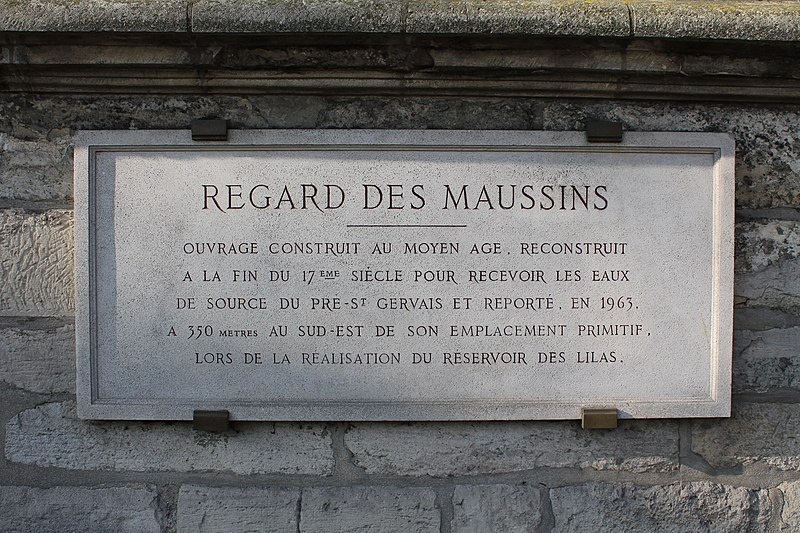 REGARD DES MAUSSINS
OUVRAGE CONSTRUIT AU MOYEN AGE, RECONSTRUIT
A LA FIN DU 17ÈME SIÈCLE POUR RECEVOIR LES EAUX
DE SOURCE DU PRÉ-ST GERVAIS ET REPORTÉ, EN 1963,
A 350 METRES AU SUD-EST DE SON EMPLACEMENT PRIMITIF,
LORS DE LA RÉALISATION DU RÉSERVOIR DES LILAS.